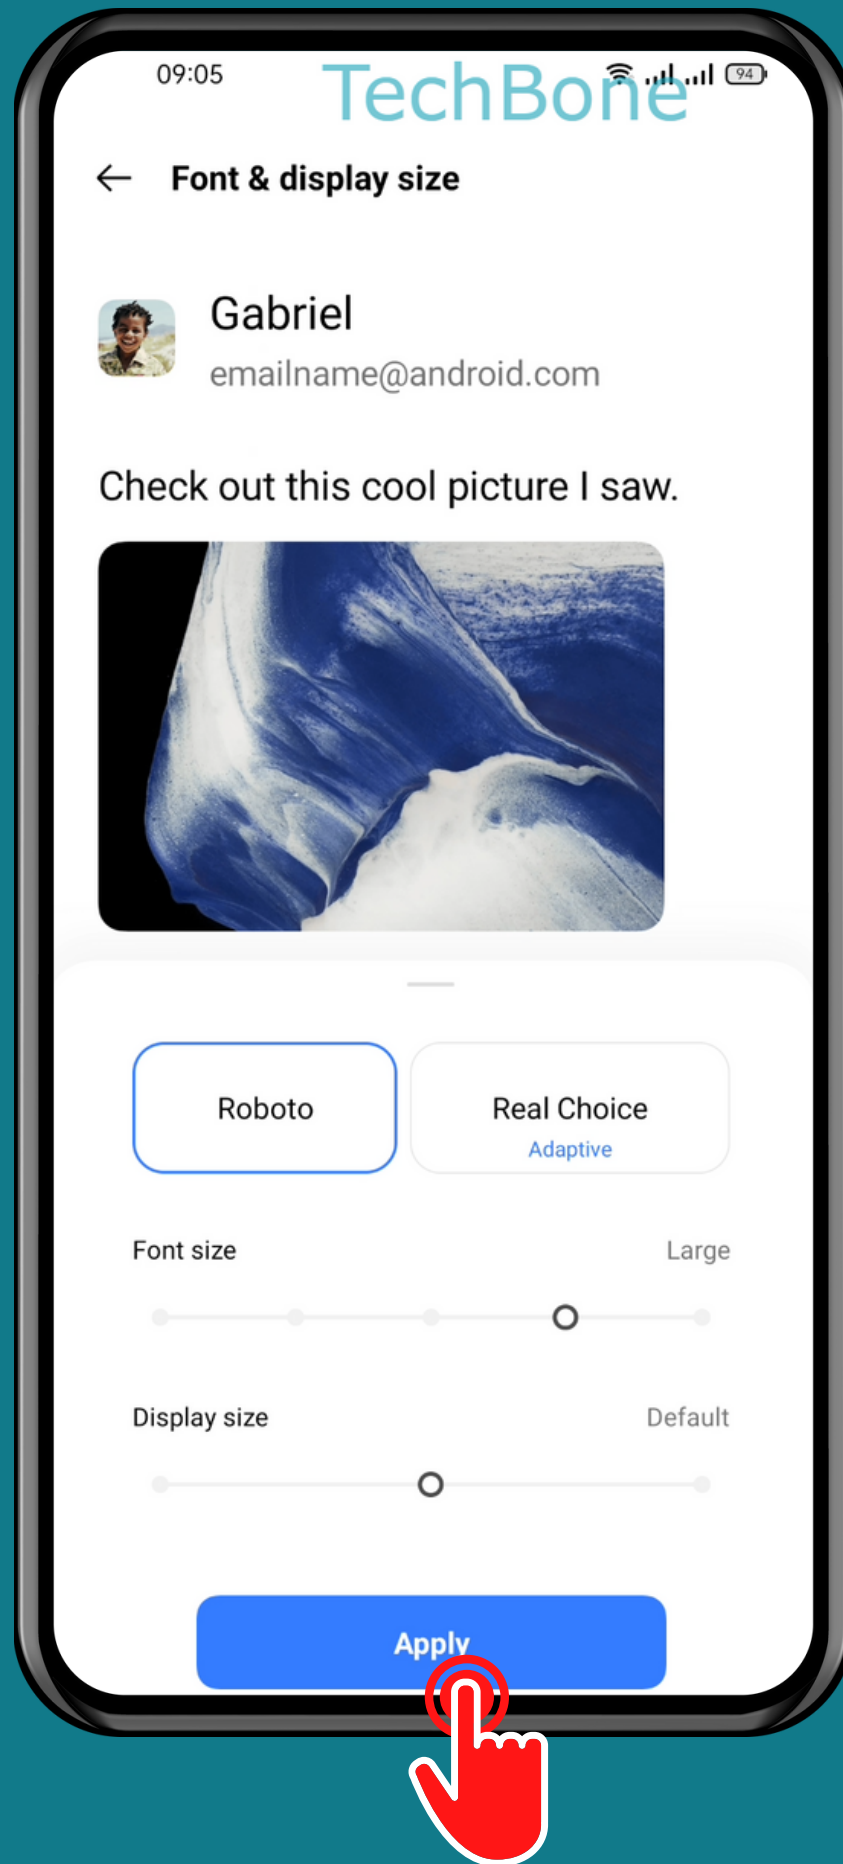 09:05
TechBone
94
Font & display size
Gabriel
emailname@android.com
Check out this cool picture I saw.
Roboto
Real Choice
Adaptive
Font size
Large
Display size
Default
Apply